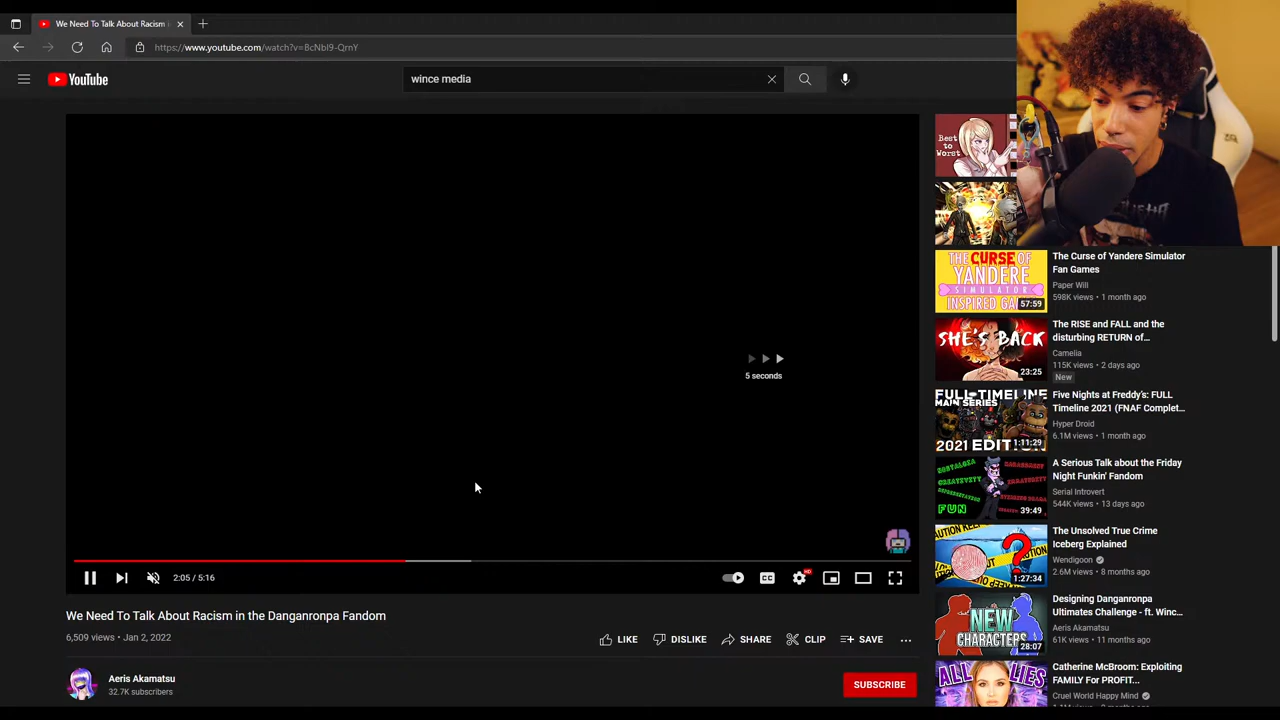 We Need To Talk About Racism i
https://www.youtube.com/watch?v=BcNbI9-QrnY
YouTube
wince media
5 seconds
2:05 / 5:16
HD
We Need To Talk About Racism in the Danganronpa Fandom
6,509 views • Jan 2, 2022
LIKE
DISLIKE
SHARE
CLIP
SAVE
Aeris Akamatsu
32.7K subscribers
SUBSCRIBE
Best
to
Worst
THE CURSE OF
YANDERE
SIMULATOR
INSPIRED GA
57:59
The Curse of Yandere Simulator
Fan Games
Paper Will
598K views • 1 month ago
SHE'S BACK
23:25
The RISE and FALL and the
disturbing RETURN of...
Camelia
115K views • 2 days ago
New
FULL-TIMELINE
MAIN SERIES
2021 EDITION
1:11:29
Five Nights at Freddy's: FULL
Timeline 2021 (FNAF Complet...
Hyper Droid
6.1M views • 1 month ago
NOSTALGIA
CREATIVITY
FUN
39:49
A Serious Talk about the Friday
Night Funkin' Fandom
Serial Introvert
544K views • 13 days ago
1:27:34
The Unsolved True Crime
Iceberg Explained
Wendigoon
2.6M views • 8 months ago
NEW
CHARACTERS
28:07
Designing Danganronpa
Ultimates Challenge - ft. Winc...
Aeris Akamatsu
61K views • 11 months ago
ALL LIES
Catherine McBroom: Exploiting
FAMILY For PROFIT...
Cruel World Happy Mind